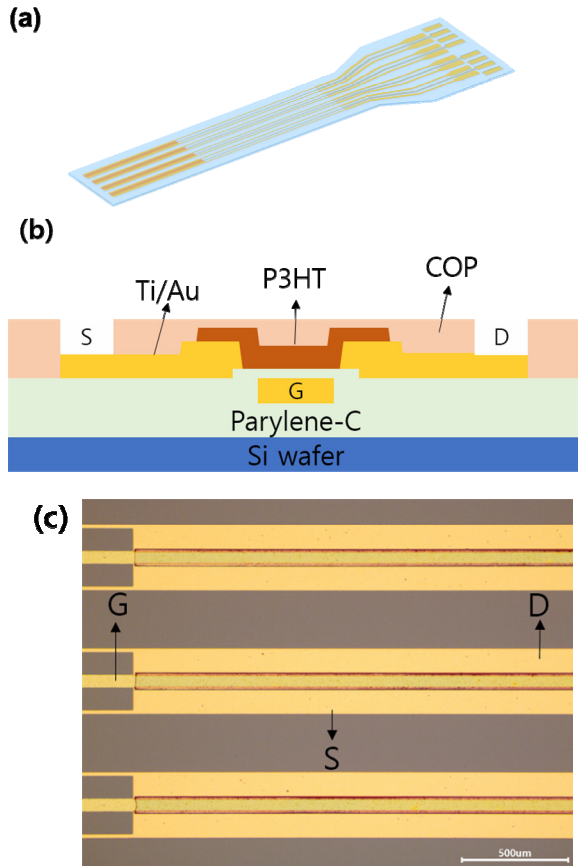 (a)
(b)
Ti/Au
P3HT
COP
S
D
G
Parylene-C
Si wafer
(c)
G
D
S
500um